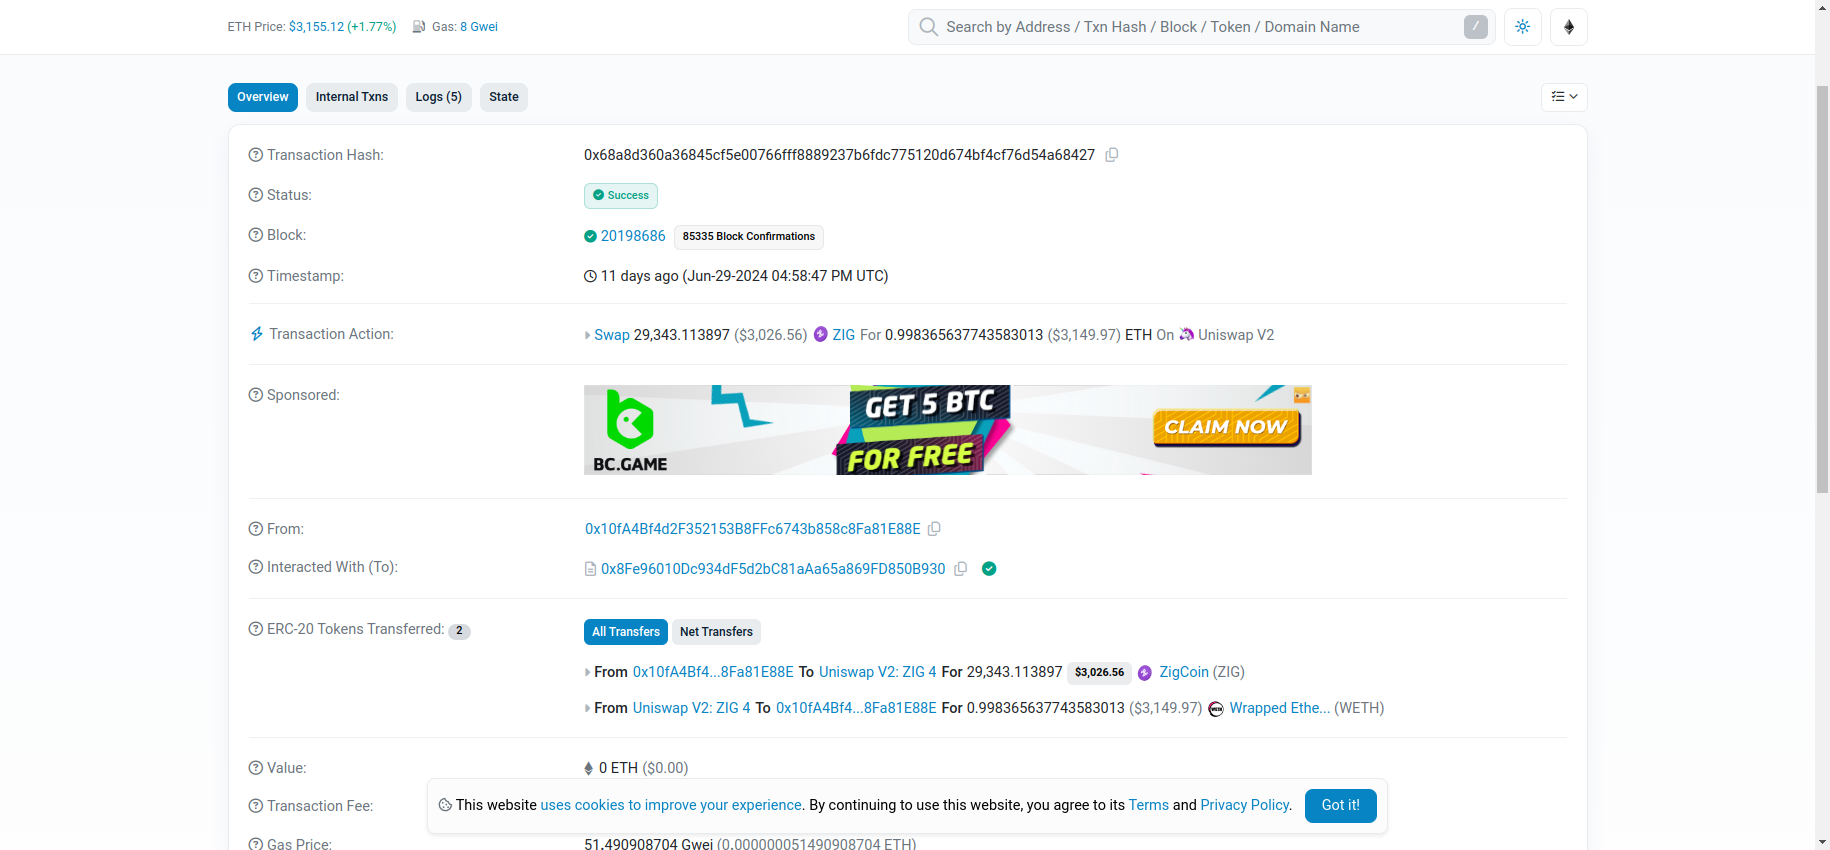 ETH Price: $3,155.12 (+1.77%) Gas: 8 Gwei
Search by Address / Txn Hash / Block / Token / Domain Name /
Overview Internal Txns Logs (5) State
Transaction Hash: 0x68a8d360a36845cf5e00766fff8889237b6fdc775120d674bf4cf76d54a68427
Status: Success
Block: 20198686 85335 Block Confirmations
Timestamp: 11 days ago (Jun-29-2024 04:58:47 PM UTC)
Transaction Action: Swap 29,343.113897 ($3,026.56) ZIG For 0.998365637743583013 ($3,149.97) ETH On Uniswap V2
Sponsored:
BC.GAME
GET 5 BTC
FOR FREE
CLAIM NOW
From: 0x10fA4Bf4d2F352153B8FFc6743b858c8Fa81E88E
Interacted With (To): 0x8Fe96010Dc934dF5d2bC81aAa65a869FD850B930
ERC-20 Tokens Transferred: 2 All Transfers Net Transfers
From 0x10fA4Bf4...8Fa81E88E To Uniswap V2: ZIG 4 For 29,343.113897 $3,026.56 ZigCoin (ZIG)
From Uniswap V2: ZIG 4 To 0x10fA4Bf4...8Fa81E88E For 0.998365637743583013 ($3,149.97) Wrapped Ethe... (WETH)
Value: 0 ETH ($0.00)
Transaction Fee:
This website uses cookies to improve your experience. By continuing to use this website, you agree to its Terms and Privacy Policy. Got it!
Gas Price: 51.490908704 Gwei (0.000000051490908704 ETH)